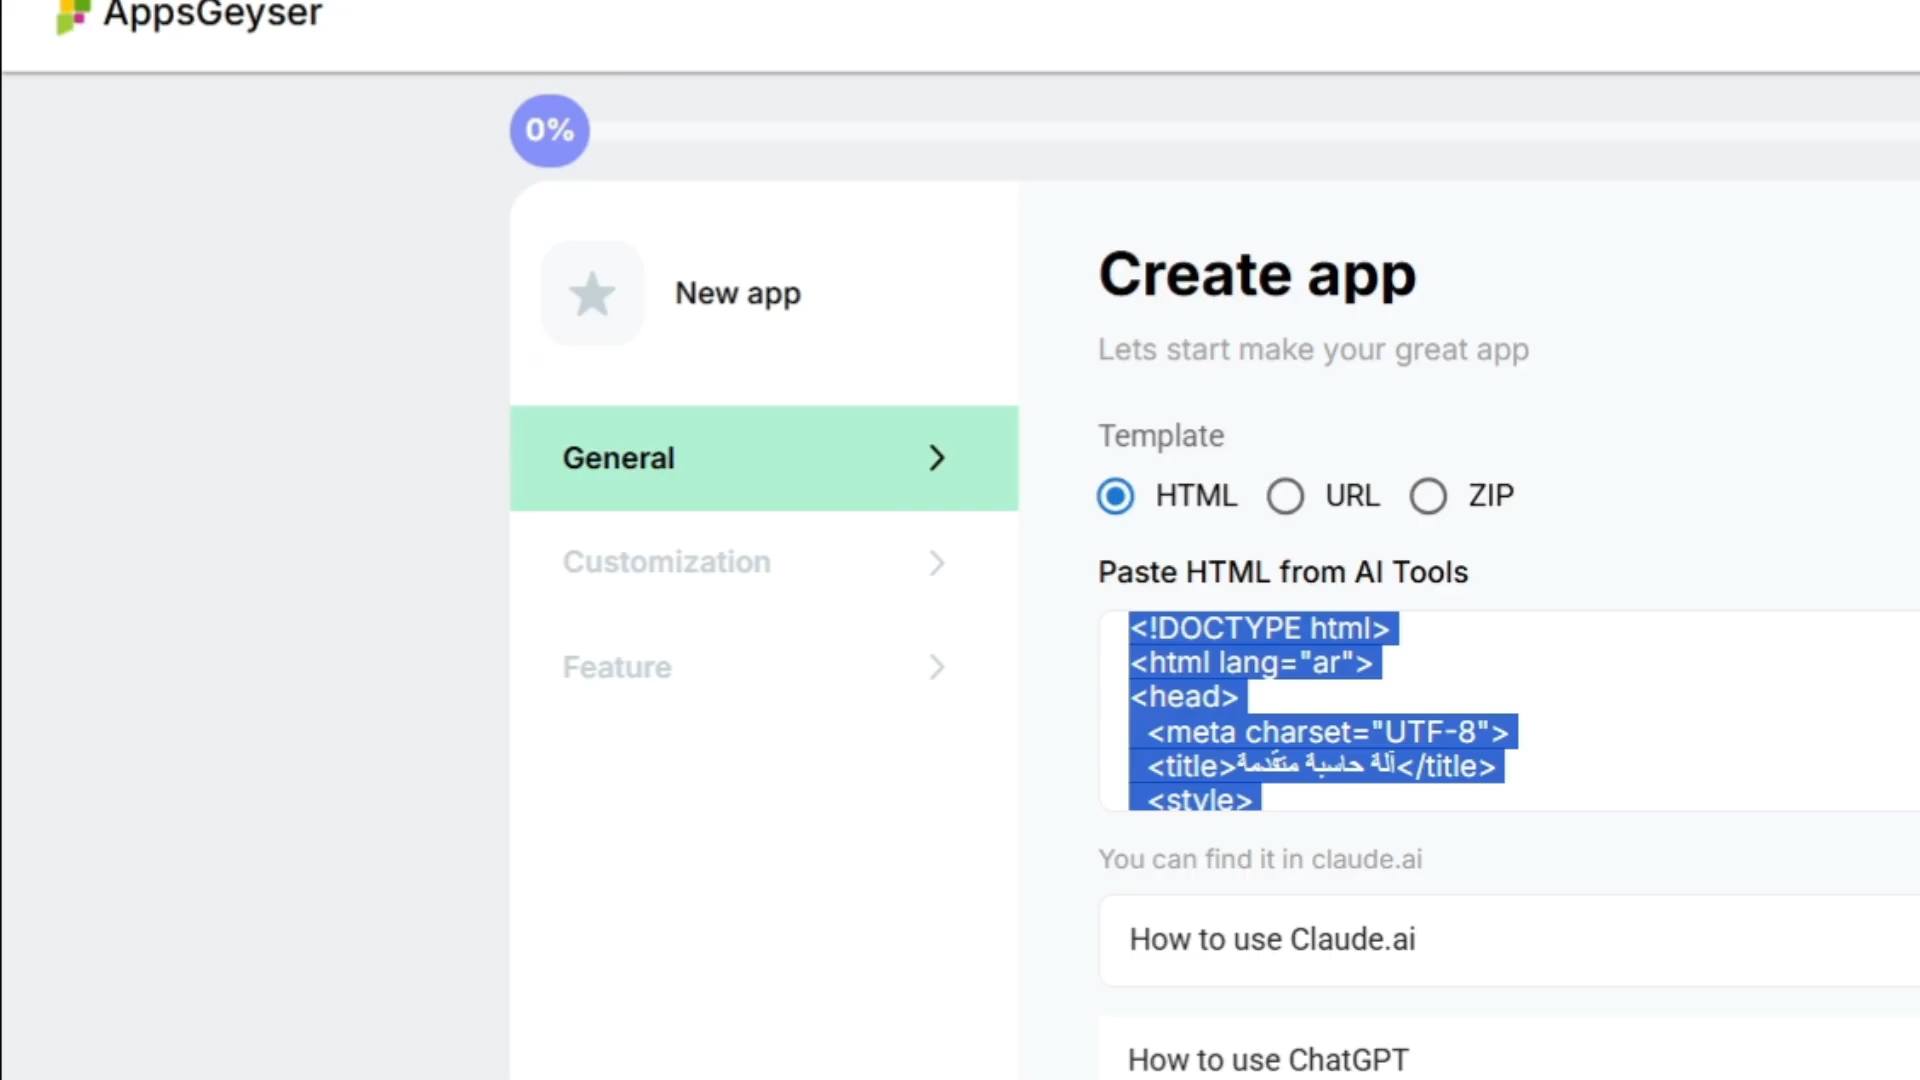 AppsGeyser
0%
New app
General
Customization
Feature
Create app
Lets start make your great app
Template
HTML URL ZIP
Paste HTML from AI Tools
<!DOCTYPE html>
<html lang="ar">
<head>
<meta charset="UTF-8">
<title>آلة حاسبة متقدمة</title>
<style>
You can find it in claude.ai
How to use Claude.ai
How to use ChatGPT